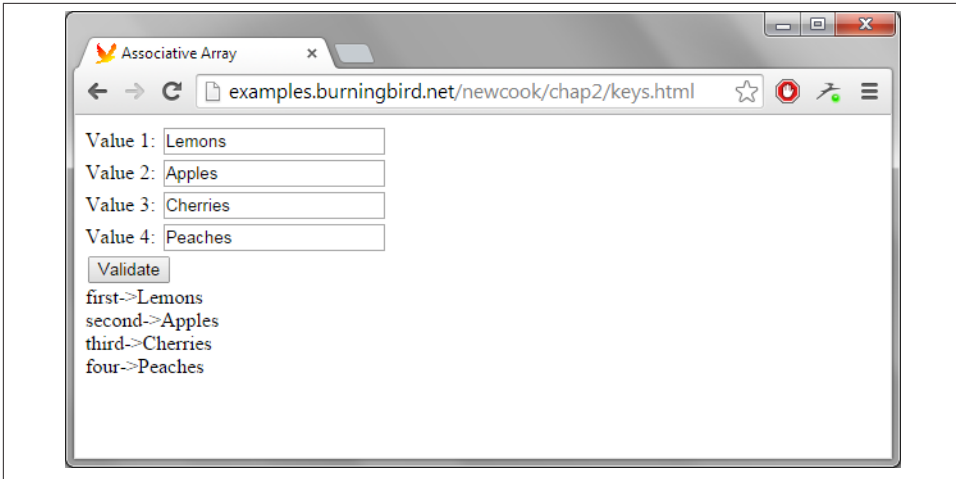 Associative Array
examples.burningbird.net/newcook/chap2/keys.html
Value 1: Lemons
Value 2: Apples
Value 3: Cherries
Value 4: Peaches
Validate
first->Lemons
second->Apples
third->Cherries
four->Peaches